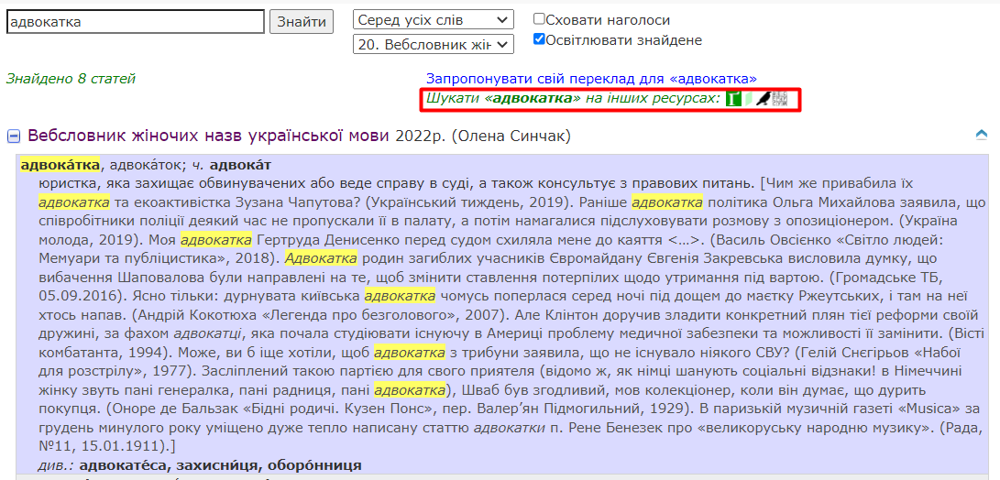 адвокатка
Знайти
Серед усіх слів
Сховати наголоси
20. Вебсловник жін
Освітлювати знайдене
Знайдено 8 статей
Запропонувати свій переклад для «адвокатка»
Шукати «адвокатка» на інших ресурсах:
Вебсловник жіночих назв української мови 2022р. (Олена Синчак)
адвока́тка, адвока́ток; ч. адвока́т
юристка, яка захищає обвинувачених або веде справу в суді, а також консультує з правових питань. [Чим же привабила їх
адвокатка та екоактивістка Зузана Чапутова? (Український тиждень, 2019). Раніше адвокатка політика Ольга Михайлова заявила, що
співробітники поліції деякий час не пропускали її в палату, а потім намагалися підслуховувати розмову з опозиціонером. (Україна
молода, 2019). Моя адвокатка Гертруда Денисенко перед судом схиляла мене до каяття <…>. (Василь Овсієнко «Світло людей:
Мемуари та публіцистика», 2018). Адвокатка родин загиблих учасників Євромайдану Євгенія Закревська висловила думку, що
вибачення Шаповалова були направлені на те, щоб змінити ставлення потерпілих щодо утримання під вартою. (Громадське ТБ,
05.09.2016). Ясно тільки: дурнувата київська адвокатка чомусь поперлася серед ночі під дощем до маєтку Ржеутських, і там на неї
хтось напав. (Андрій Кокотюха «Легенда про безголового», 2007). Але Клінтон доручив зладити конкретний плян тієї реформи своїй
дружині, за фахом адвокатці, яка почала студіювати існуючу в Америці проблему медичної забезпеки та можливості її замінити. (Вісті
комбатанта, 1994). Може, ви б іще хотіли, щоб адвокатка з трибуни заявила, що не існувало ніякого СВУ? (Гелій Снєгірьов «Набої
для розстрілу», 1977). Засліплений такою партією для свого приятеля (відомо ж, як німці шанують соціальні відзнаки! в Німеччині
жінку звуть пані генералка, пані радниця, пані адвокатка), Шваб був згодливий, мов колекціонер, коли він думає, що дурить
покупця. (Оноре де Бальзак «Бідні родичі. Кузен Понс», пер. Валер’ян Підмогильний, 1929). В паризькій музичній газеті «Musica» за
грудень минулого року уміщено дуже тепло написану статтю адвокатки п. Рене Бенезек про «великоруську народню музику». (Рада,
№11, 15.01.1911).]
див.: адвокате́са, захисни́ця, оборо́нниця